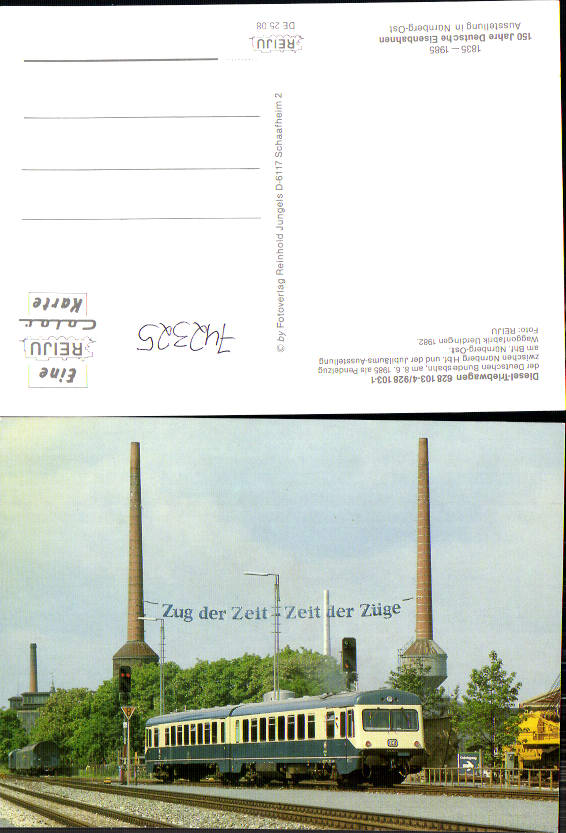 Diesel-Triebwagen 628 103-4/928 103-1
der Deutschen Bundesbahn, am 8. 6. 1985 als Pendelzug
zwischen Nürnberg Hbf. und der Jubiläums-Ausstellung
am Anf. Nürnberg-Ost.
Waggonfabrik Uerdingen 1982.
Foto: REIJU
Eine
REIJU
Color
Karte
742325
© by Fotoverlag Reinhold Jungels D-6117 Schaafheim 2
1835 – 1985
150 Jahre Deutsche Eisenbahnen
Ausstellung in Nürnberg-Ost
REIJU
DE 25.08
Zug der Zeit - Zeit der Züge